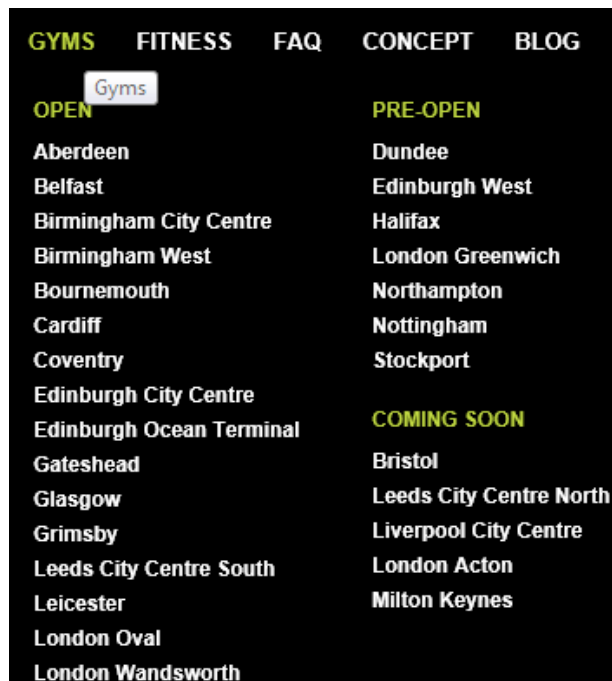 GYMS FITNESS FAQ CONCEPT BLOG
Gyms
OPEN
Aberdeen
Belfast
Birmingham City Centre
Birmingham West
Bournemouth
Cardiff
Coventry
Edinburgh City Centre
Edinburgh Ocean Terminal
Gateshead
Glasgow
Grimsby
Leeds City Centre South
Leicester
London Oval
London Wandsworth
PRE-OPEN
Dundee
Edinburgh West
Halifax
London Greenwich
Northampton
Nottingham
Stockport
COMING SOON
Bristol
Leeds City Centre North
Liverpool City Centre
London Acton
Milton Keynes